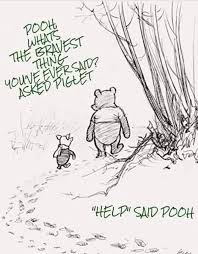 POOH,
WHAT'S
THE BRAVEST
THING
YOU'VE EVER SAID?
ASKED PIGLET
"HELP" SAID POOH